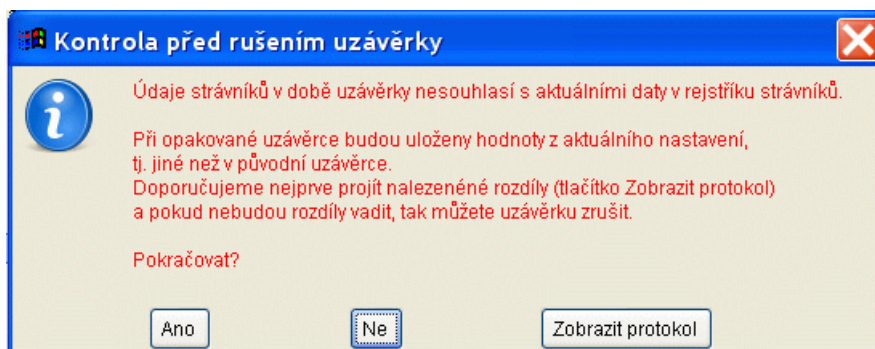 Kontrola před rušením uzávěrky
Údaje strávníků v době uzávěrky nesouhlasí s aktuálními daty v rejstříku strávníků.
Při opakované uzávěrce budou uloženy hodnoty z aktuálního nastavení,
tj. jiné než v původní uzávěrce.
Doporučujeme nejprve projít nalezenéné rozdíly (tlačítko Zobrazit protokol)
a pokud nebudou rozdíly vadit, tak můžete uzávěrku zrušit.
Pokračovat?
Ano
Ne
Zobrazit protokol